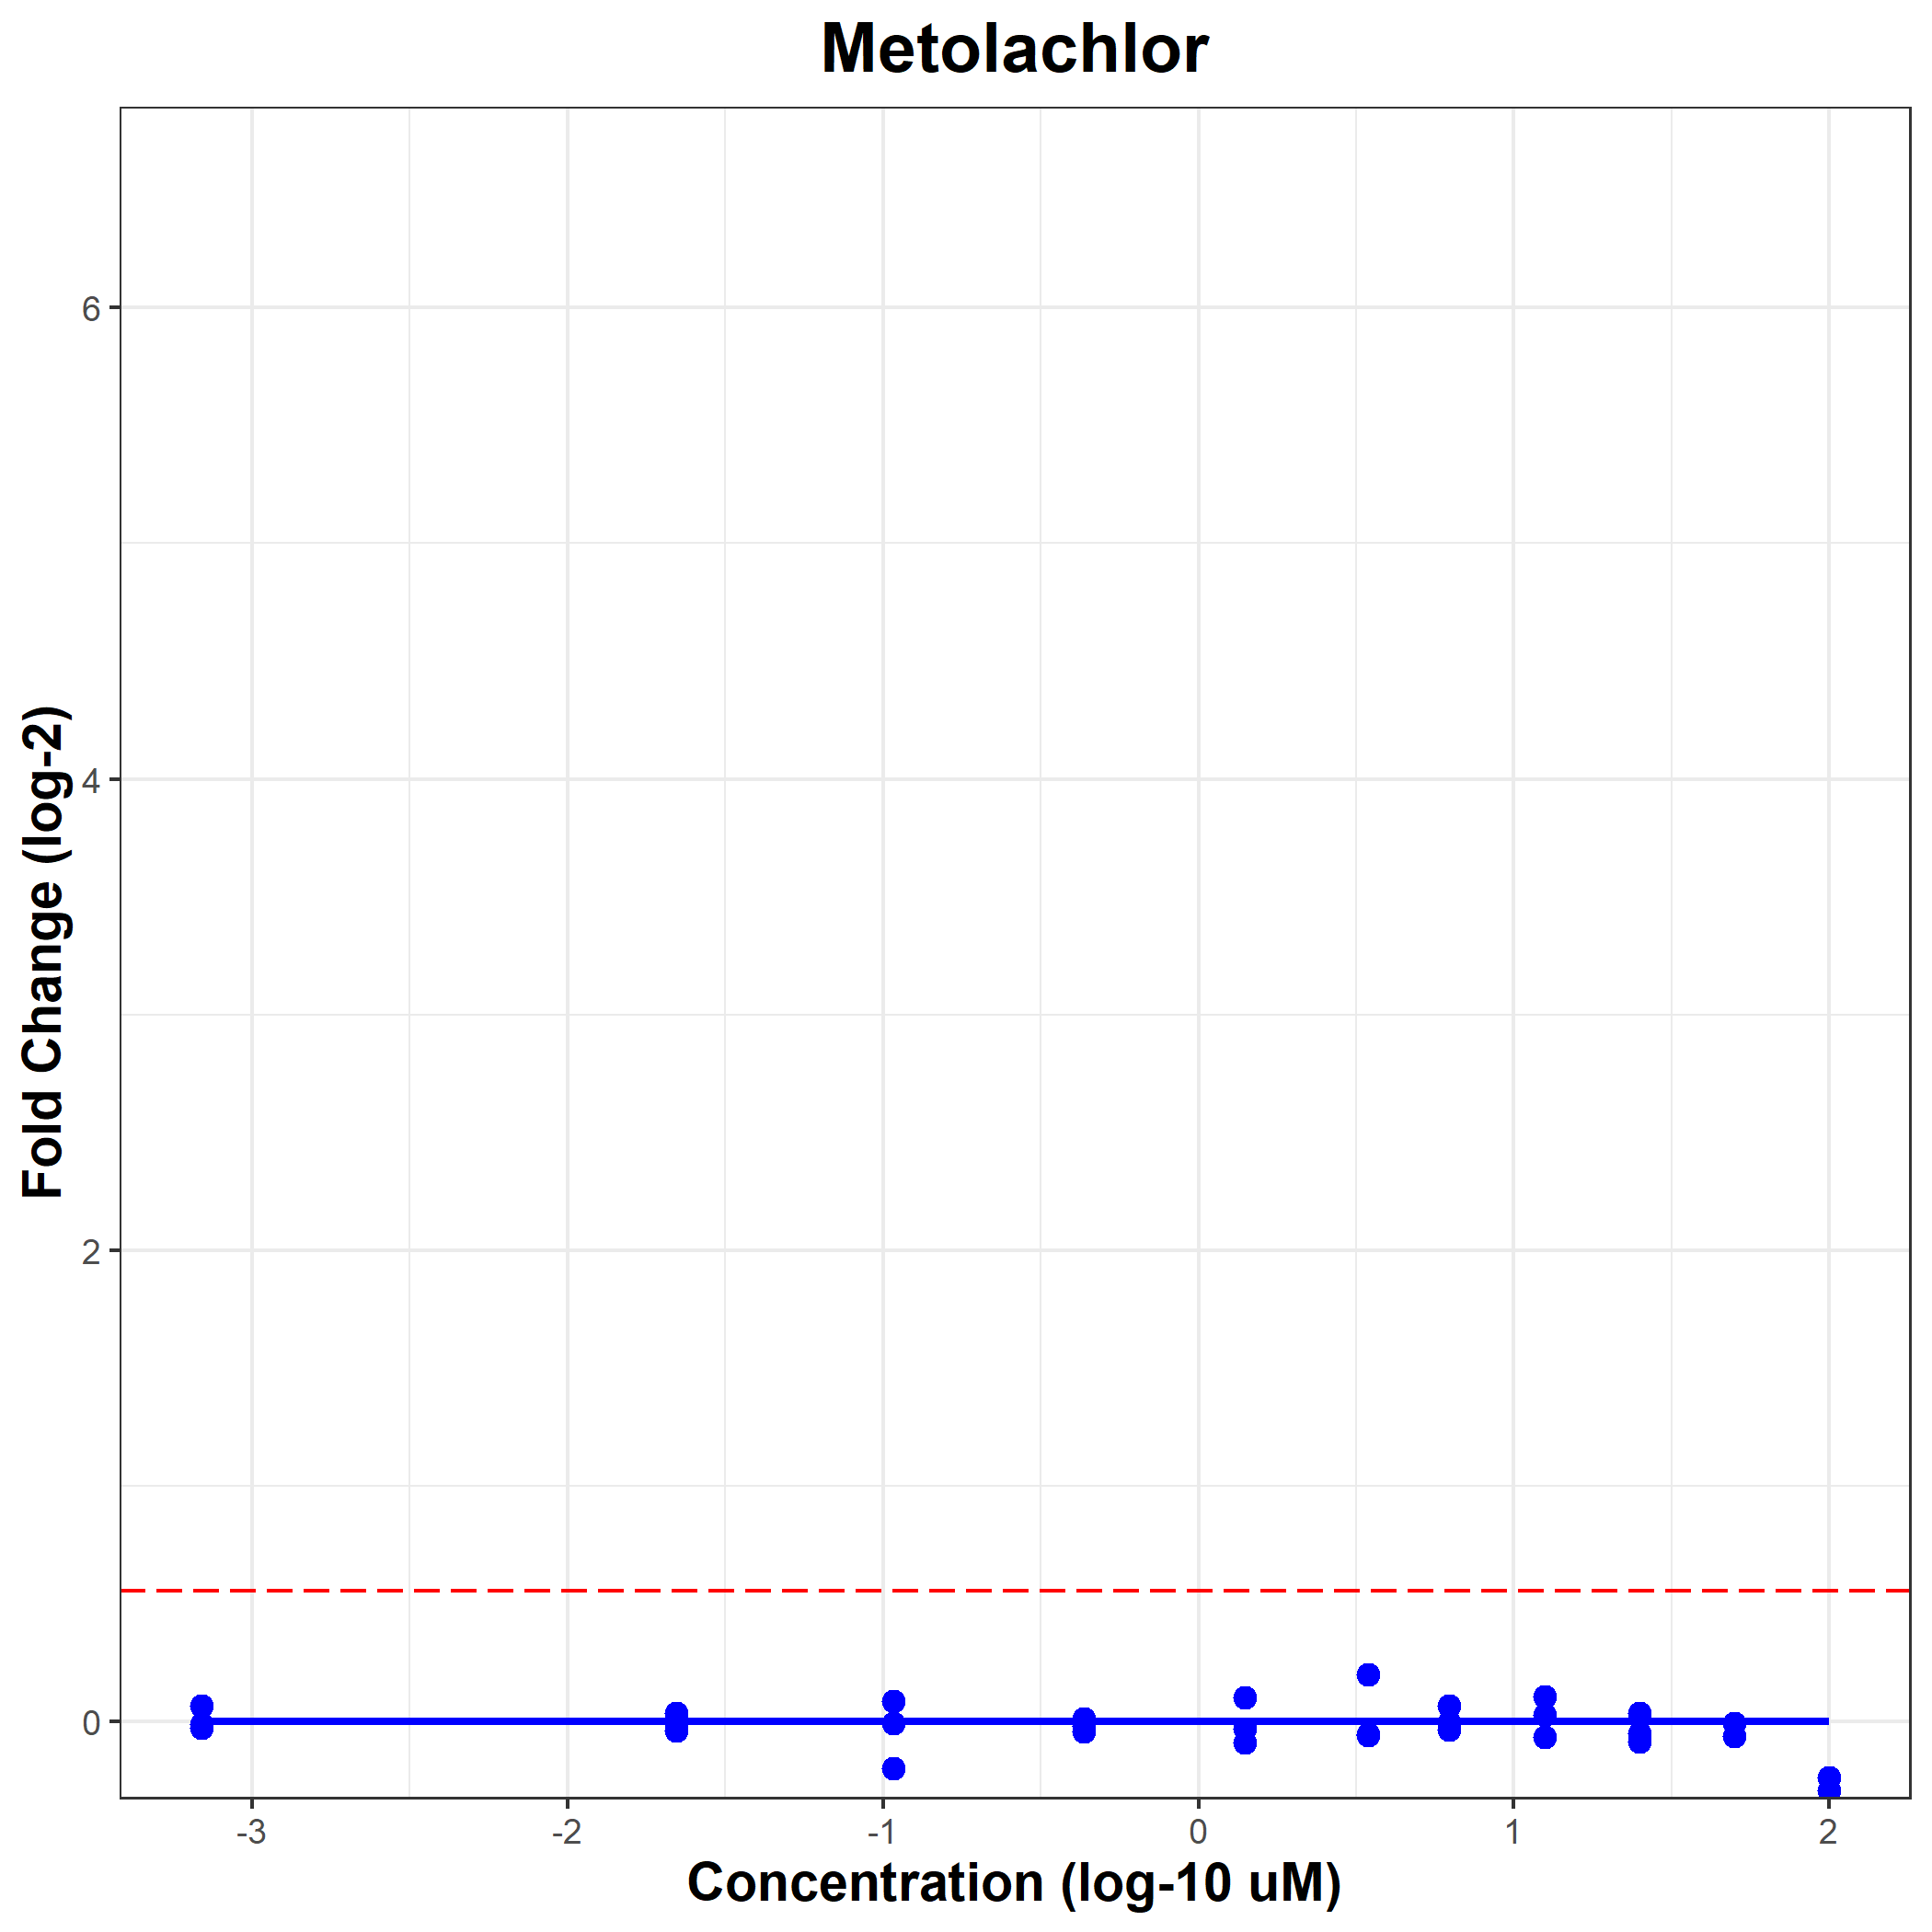 Metolachlor
Fold Change (log-2)
6
4
2
0
-3 -2 -1 0 1 2
Concentration (log-10 uM)